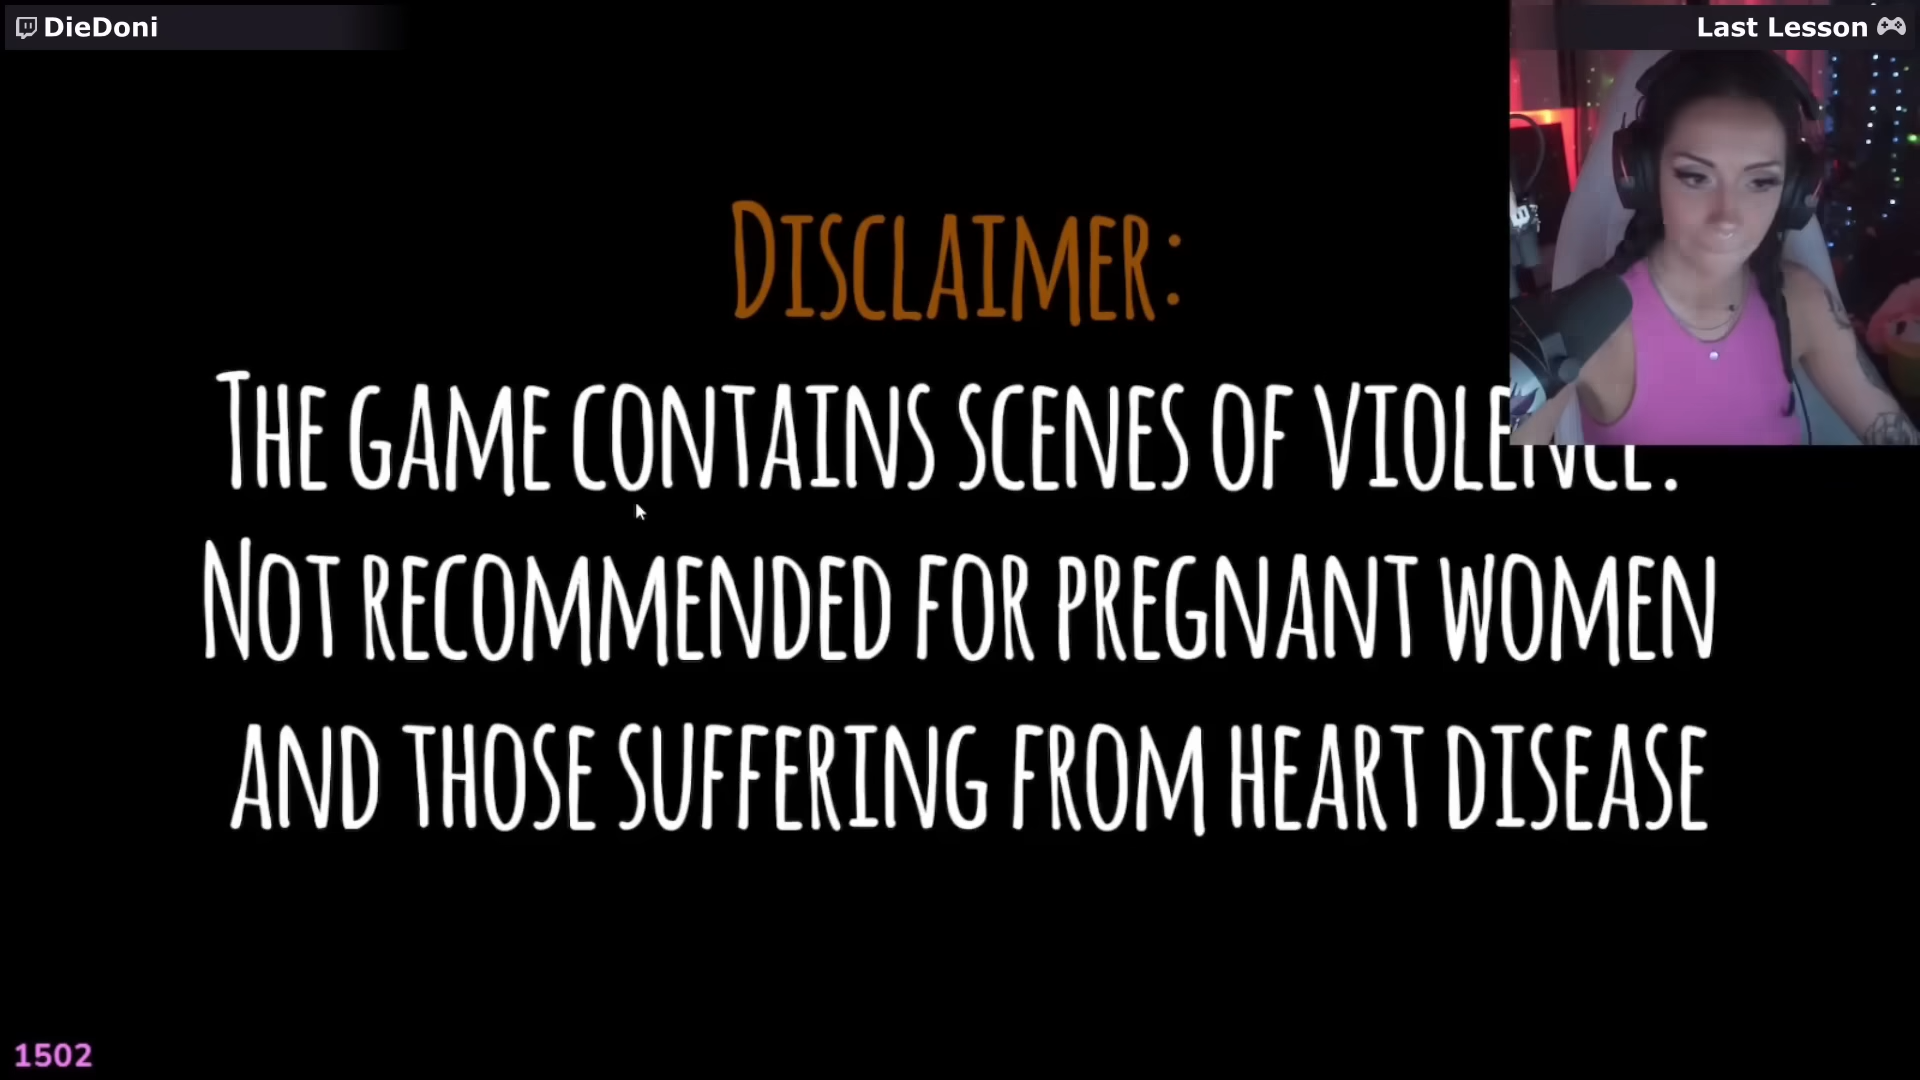 DieDoni
Last Lesson
DISCLAIMER:
THE GAME CONTAINS SCENES OF VIOLENCE.
NOT RECOMMENDED FOR PREGNANT WOMEN
AND THOSE SUFFERING FROM HEART DISEASE
1502